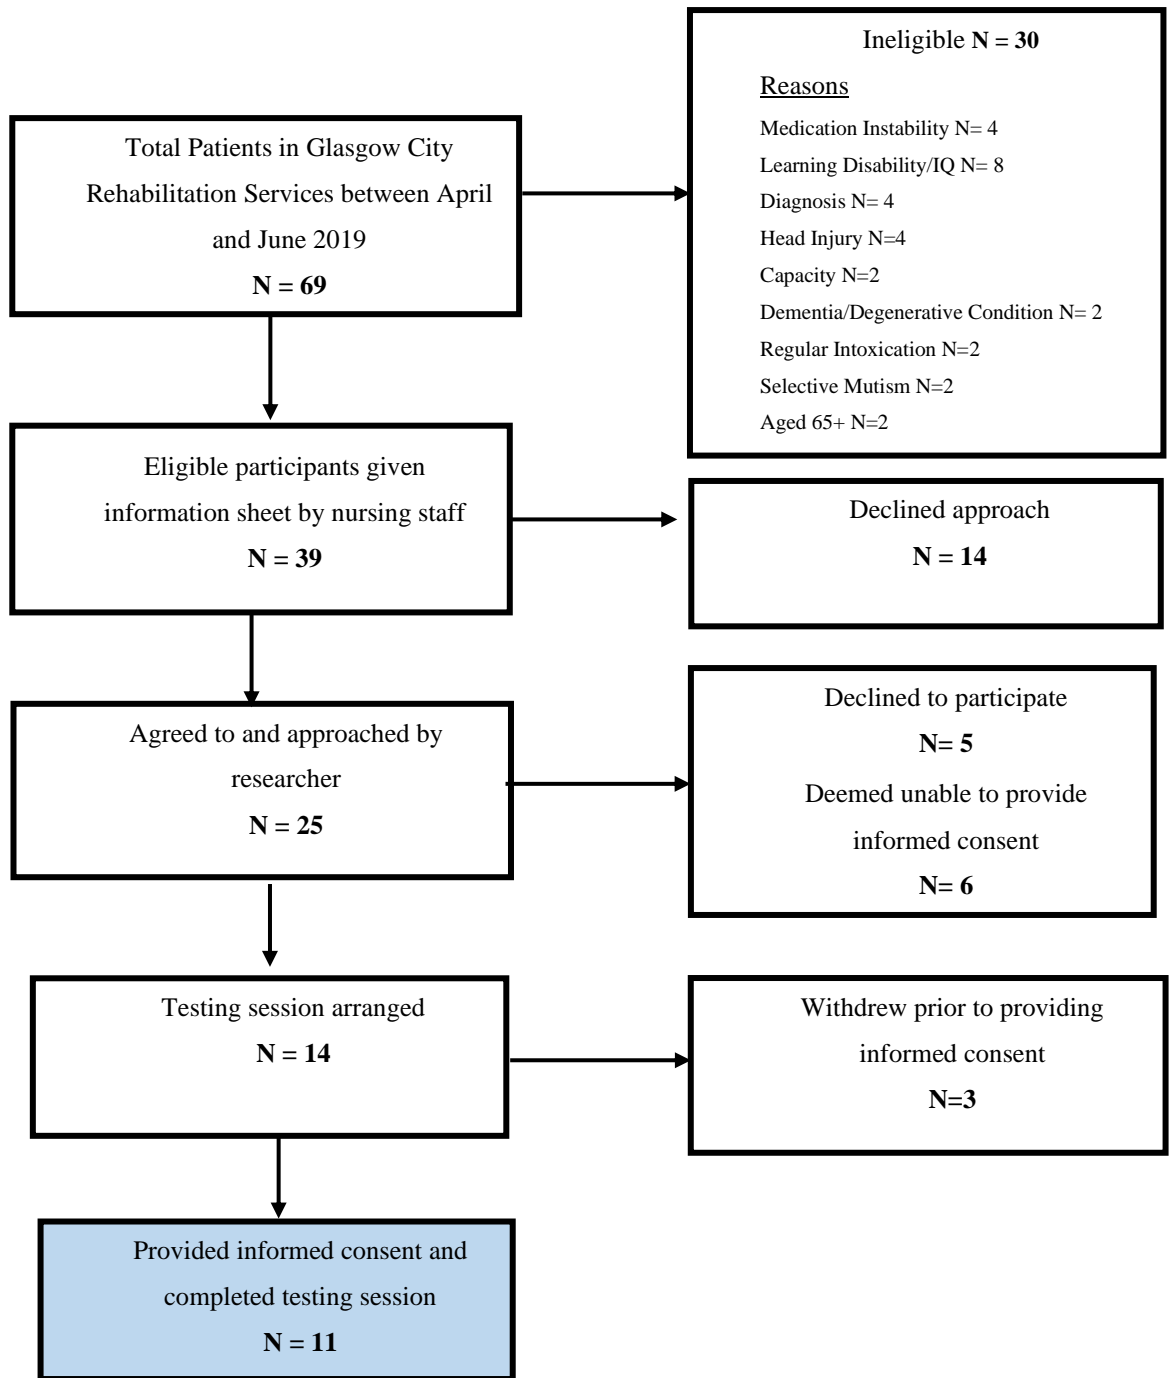 Total Patients in Glasgow City
Rehabilitation Services between April
and June 2019
N = 69
Ineligible N = 30
Reasons
Medication Instability N= 4
Learning Disability/IQ N= 8
Diagnosis N= 4
Head Injury N=4
Capacity N=2
Dementia/Degenerative Condition N= 2
Regular Intoxication N=2
Selective Mutism N=2
Aged 65+ N=2
Eligible participants given
information sheet by nursing staff
N = 39
Declined approach
N = 14
Agreed to and approached by
researcher
N = 25
Declined to participate
N= 5
Deemed unable to provide
informed consent
N= 6
Testing session arranged
N = 14
Withdrew prior to providing
informed consent
N=3
Provided informed consent and
completed testing session
N = 11